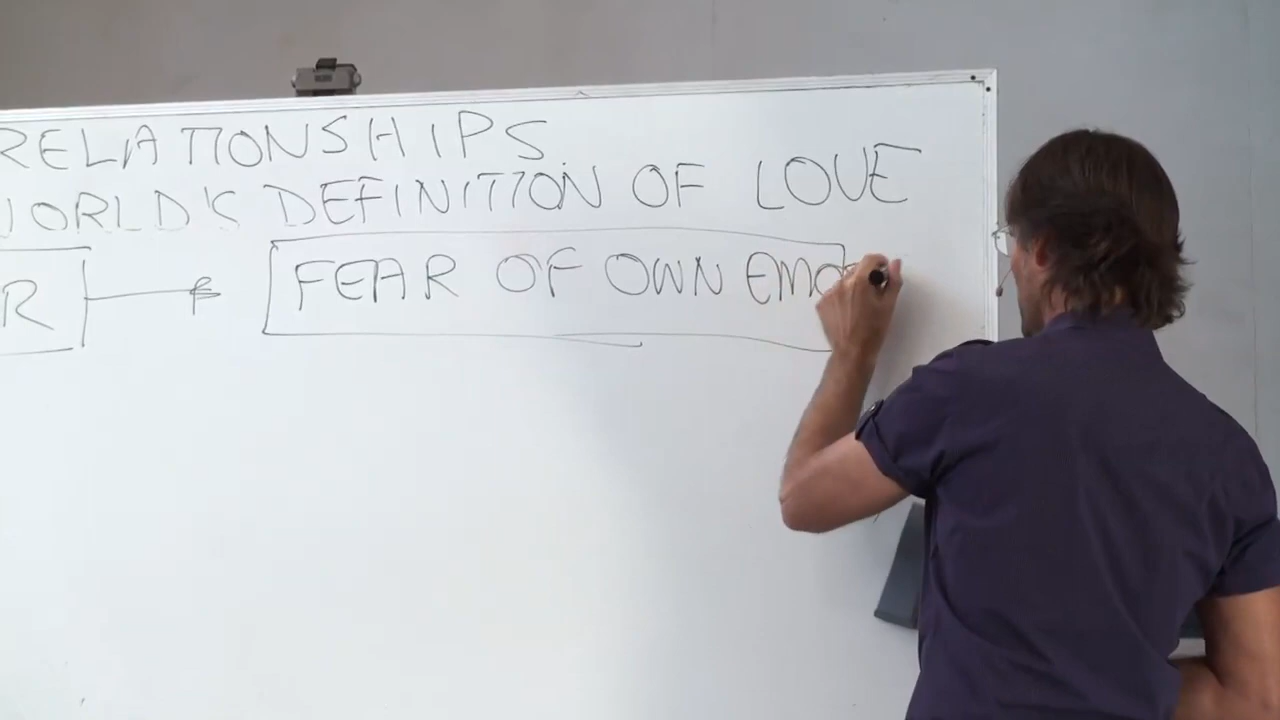 RELATIONSHIPS
WORLD'S DEFINITION OF LOVE
R FEAR OF OWN EMO